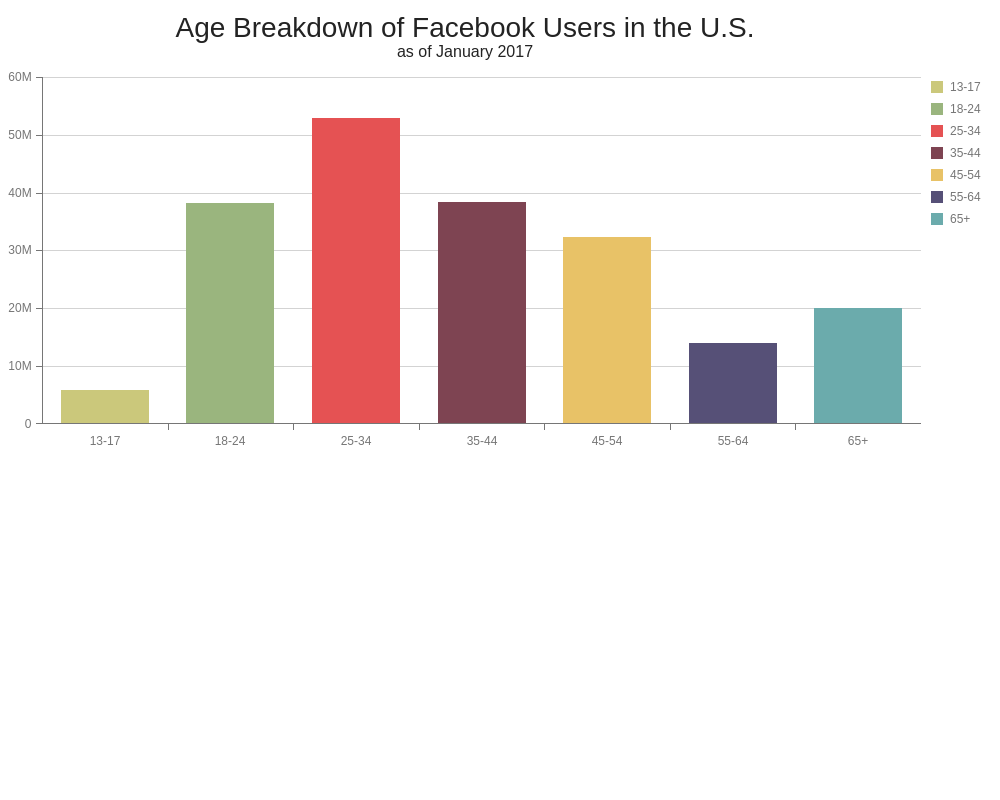 Age Breakdown of Facebook Users in the U.S.
as of January 2017
60M
50M
40M
30M
20M
10M
0
13-17
18-24
25-34
35-44
45-54
55-64
65+
13-17
18-24
25-34
35-44
45-54
55-64
65+